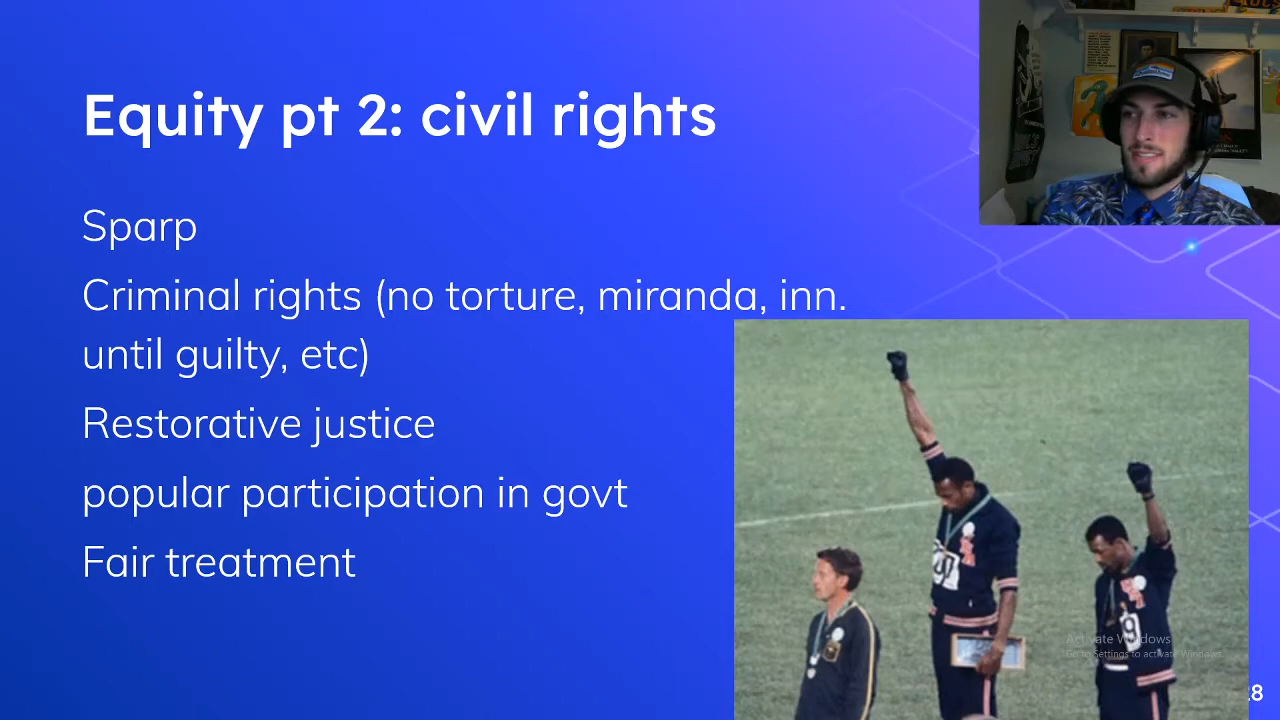 Equity pt 2: civil rights
Sparp
Criminal rights (no torture, miranda, inn.
until guilty, etc)
Restorative justice
popular participation in govt
Fair treatment
Activate Windows
Go to Settings to activate Windows.
28